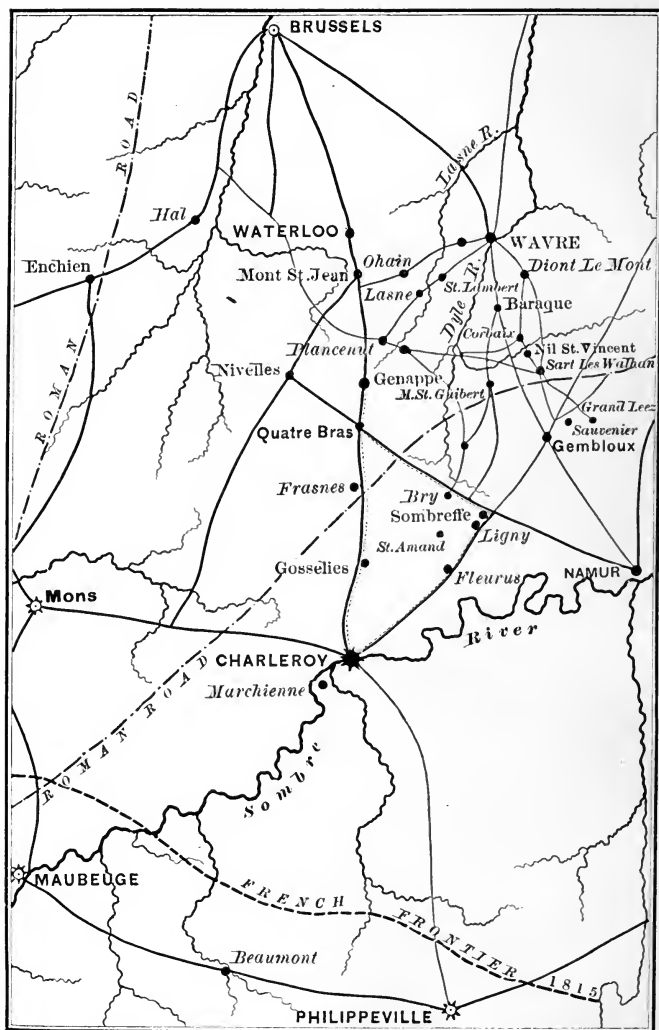 BRUSSELS
ROAD
Lasne R.
Hal
WATERLOO
WAVRE
Ohain
Enchien
Mont St. Jean
Diont Le Mont
St. Lambert
Lasne
Dyle R.
Baraque
Corbaix
Plancenut
Nil St. Vincent
Sart Les Walhan
ROMAN
Nivelles
Genappe
M.St. Guibert
Grand Leez
Sauvenier
Quatre Bras
Gembloux
Frasnes
Bry
Sombreffe
Ligny
St. Amand
Gosselies
Fleurus
NAMUR
Mons
River
CHARLEROY
Marchienne
ROMAN ROAD
Sombre
MAUBEUGE
FRENCH FRONTIER 1815
Beaumont
PHILIPPEVILLE